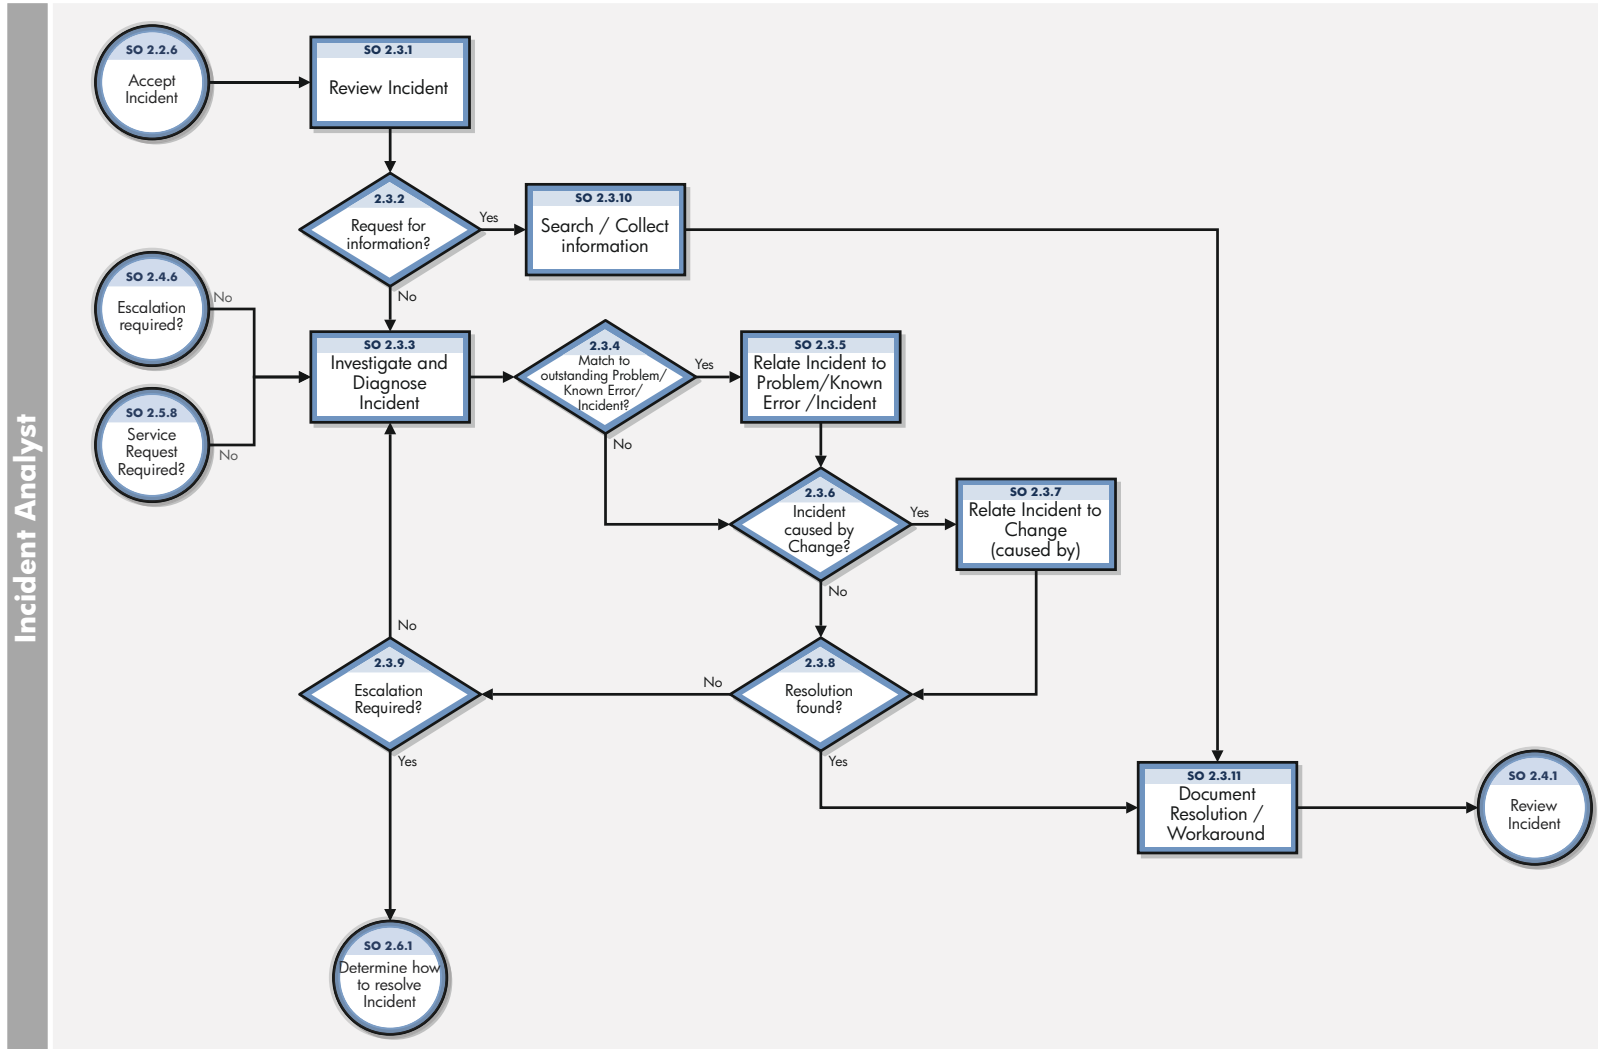 Incident Analyst
SO 2.2.6
Accept
Incident
SO 2.3.1
Review Incident
2.3.2
Request for
information?
Yes
No
SO 2.3.10
Search / Collect
information
SO 2.4.6
Escalation
required?
No
SO 2.5.8
Service
Request
Required?
No
SO 2.3.3
Investigate and
Diagnose
Incident
2.3.4
Match to
outstanding Problem/
Known Error/
Incident?
Yes
No
SO 2.3.5
Relate Incident to
Problem/Known
Error /Incident
2.3.6
Incident
caused by
Change?
Yes
No
SO 2.3.7
Relate Incident to
Change
(caused by)
2.3.8
Resolution
found?
No
Yes
2.3.9
Escalation
Required?
No
Yes
SO 2.3.11
Document
Resolution /
Workaround
SO 2.4.1
Review
Incident
SO 2.6.1
Determine how
to resolve
Incident